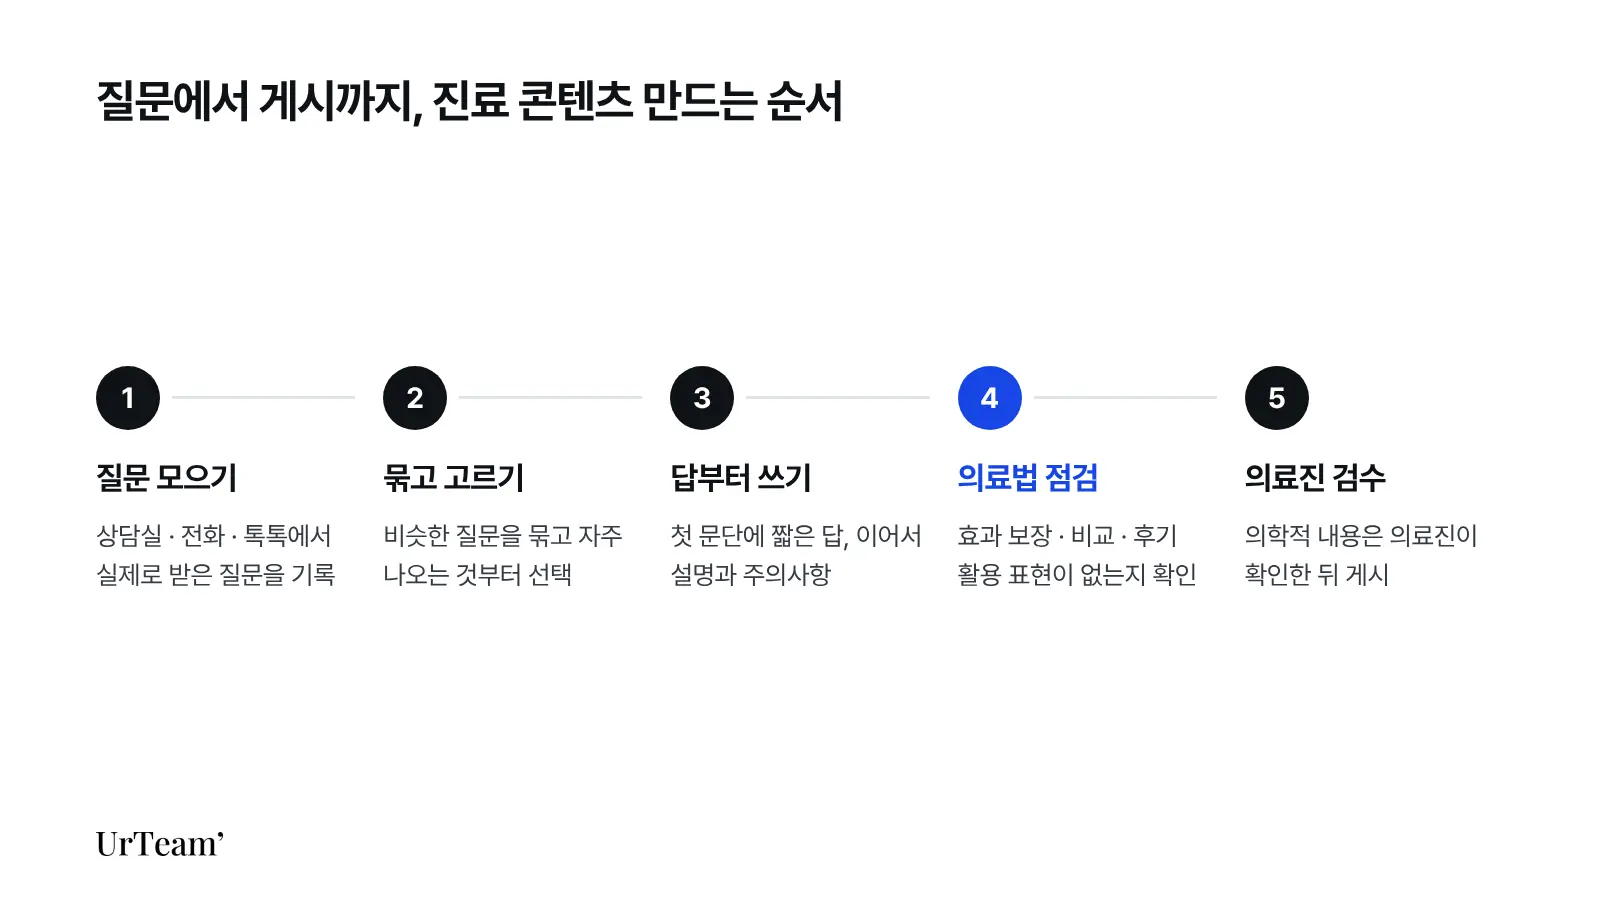 질문에서 게시까지, 진료 콘텐츠 만드는 순서
1
질문 모으기
상담실 · 전화 · 톡톡에서
실제로 받은 질문을 기록
2
묶고 고르기
비슷한 질문을 묶고 자주
나오는 것부터 선택
3
답부터 쓰기
첫 문단에 짧은 답, 이어서
설명과 주의사항
4
의료법 점검
효과 보장 · 비교 · 후기
활용 표현이 없는지 확인
5
의료진 검수
의학적 내용은 의료진이
확인한 뒤 게시
UrTeam’